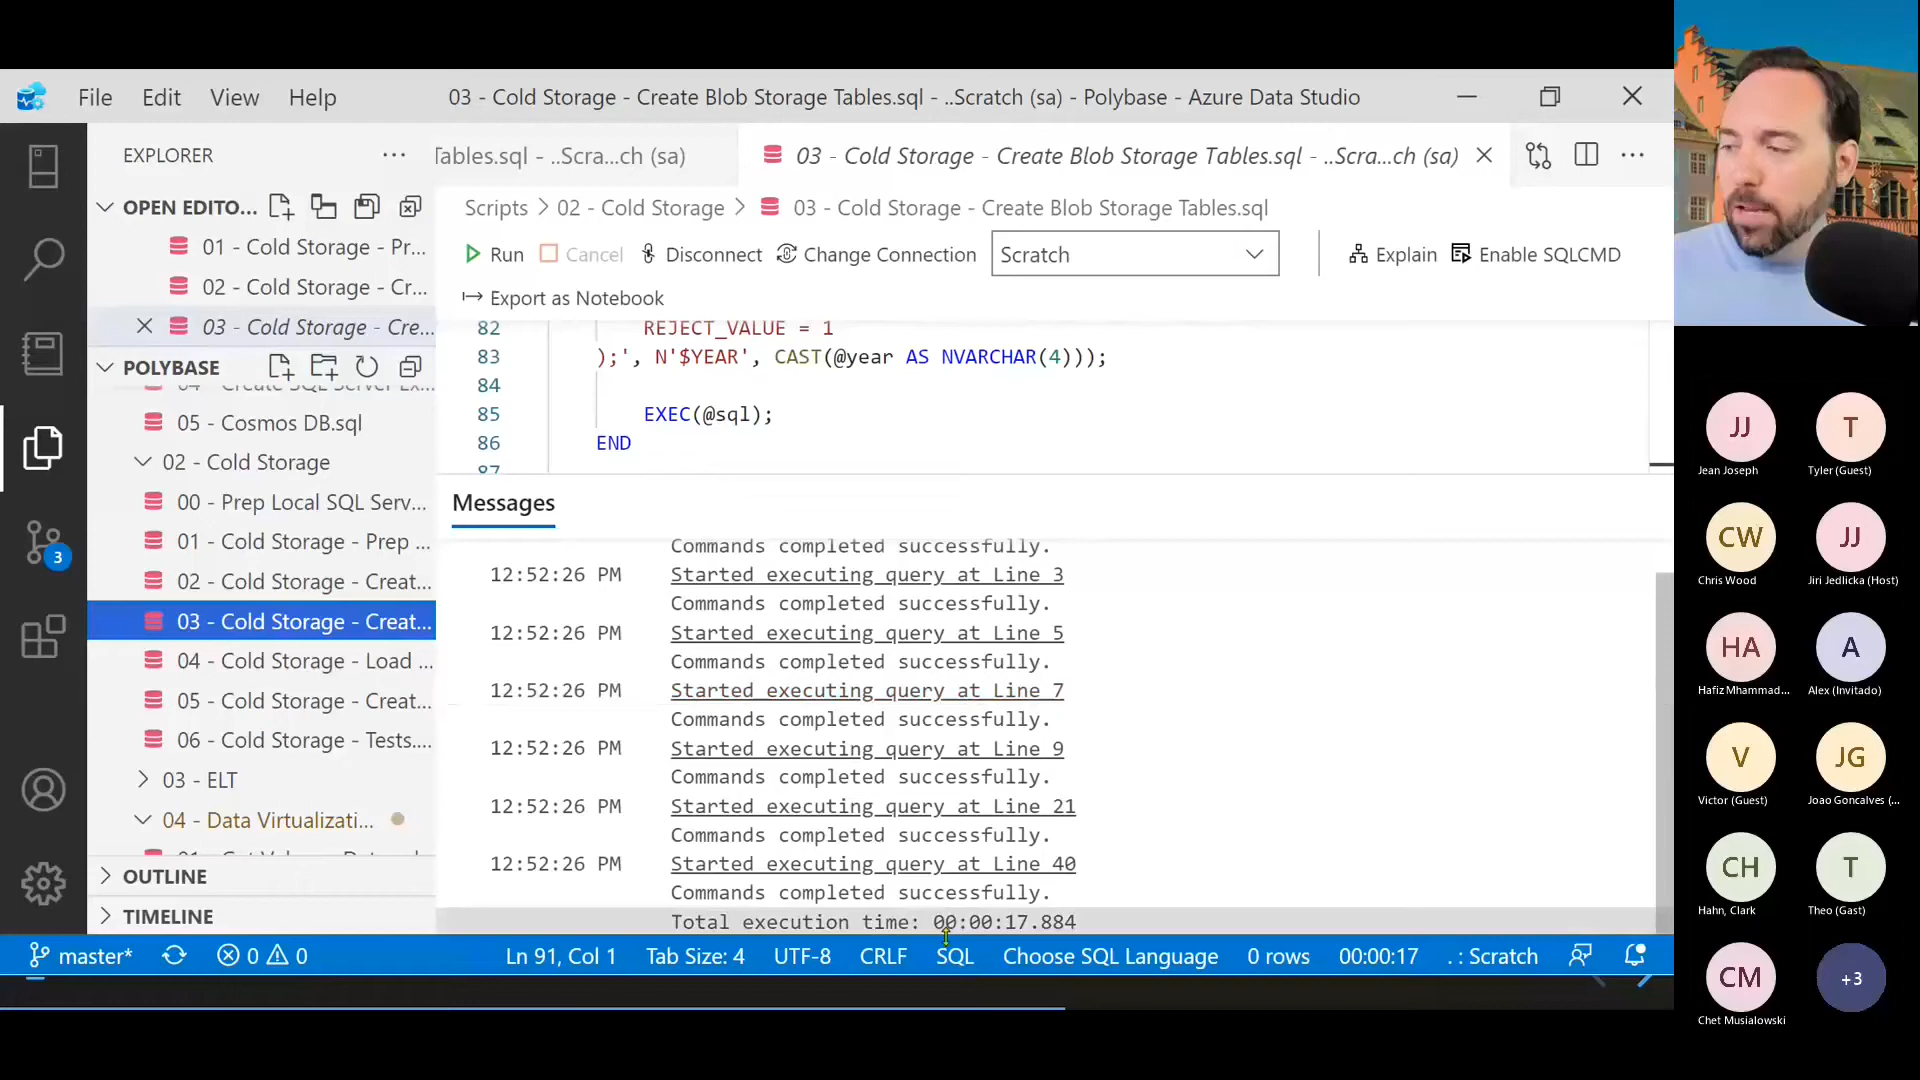 File Edit View Help
03 - Cold Storage - Create Blob Storage Tables.sql - ..Scratch (sa) - Polybase - Azure Data Studio
EXPLORER
Tables.sql - ..Scra...ch (sa)
03 - Cold Storage - Create Blob Storage Tables.sql - ..Scra...ch (sa)
OPEN EDITO...
01 - Cold Storage - Pr...
02 - Cold Storage - Cr...
03 - Cold Storage - Cre...
POLYBASE
04 - Create SQL Server Ex...
05 - Cosmos DB.sql
02 - Cold Storage
00 - Prep Local SQL Serv...
01 - Cold Storage - Prep ...
02 - Cold Storage - Creat...
03 - Cold Storage - Creat...
04 - Cold Storage - Load ...
05 - Cold Storage - Creat...
06 - Cold Storage - Tests....
03 - ELT
04 - Data Virtualizati...
OUTLINE
TIMELINE
3
Scripts > 02 - Cold Storage > 03 - Cold Storage - Create Blob Storage Tables.sql
Run Cancel Disconnect Change Connection Scratch Explain Enable SQLCMD
Export as Notebook
82 REJECT_VALUE = 1
83 );', N'$YEAR', CAST(@year AS NVARCHAR(4)));
84
85 EXEC(@sql);
86 END
87
Messages
Commands completed successfully.
12:52:26 PM Started executing query at Line 3
Commands completed successfully.
12:52:26 PM Started executing query at Line 5
Commands completed successfully.
12:52:26 PM Started executing query at Line 7
Commands completed successfully.
12:52:26 PM Started executing query at Line 9
Commands completed successfully.
12:52:26 PM Started executing query at Line 21
Commands completed successfully.
12:52:26 PM Started executing query at Line 40
Commands completed successfully.
Total execution time: 00:00:17.884
master* 0 0 Ln 91, Col 1 Tab Size: 4 UTF-8 CRLF SQL Choose SQL Language 0 rows 00:00:17 . : Scratch
JJ T
Jean Joseph Tyler (Guest)
CW JJ
Chris Wood Jiri Jedlicka (Host)
HA A
Hafiz Mhammad... Alex (Invitado)
V JG
Victor (Guest) Joao Goncalves (...
CH T
Hahn, Clark Theo (Gast)
CM +3
Chet Musialowski